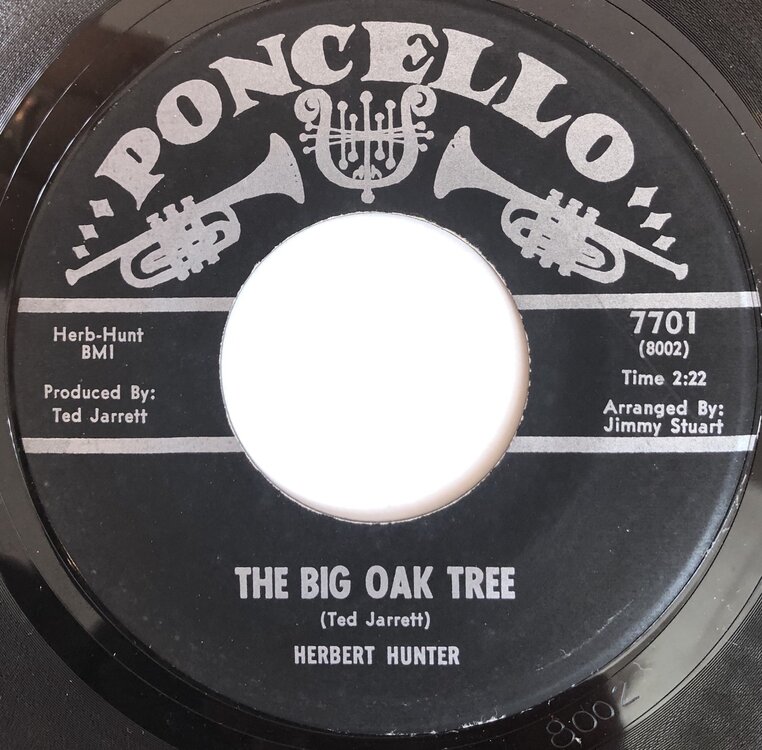 PONCELLO
Herb-Hunt
BMI
Produced By:
Ted Jarrett
7701
(8002)
Time 2:22
Arranged By:
Jimmy Stuart
THE BIG OAK TREE
(Ted Jarrett)
HERBERT HUNTER
8002